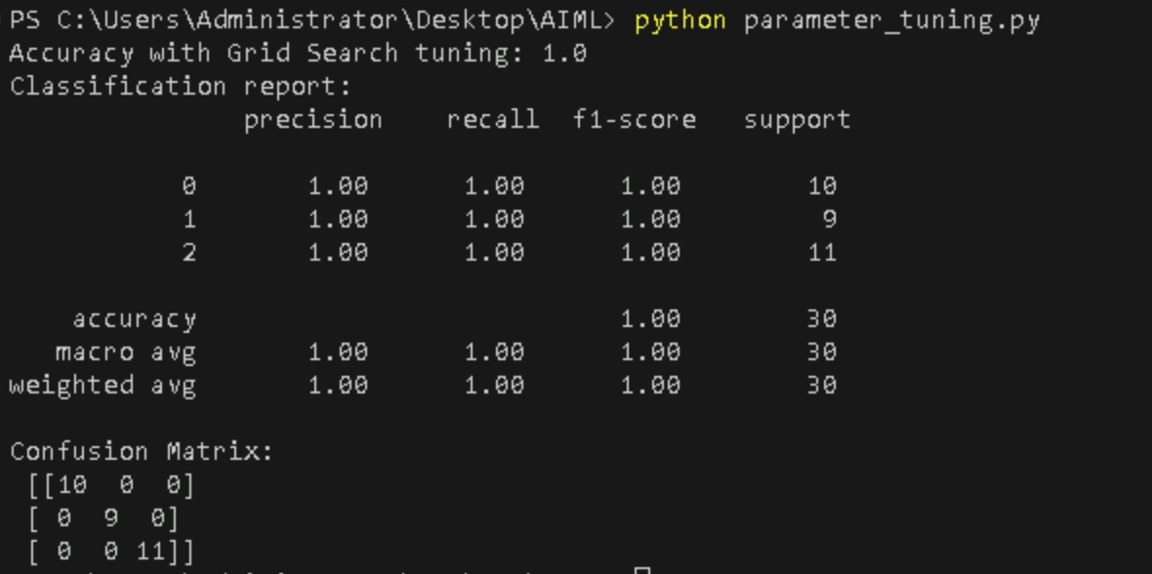 PS C:\Users\Administrator\Desktop\AIML> python parameter_tuning.py
Accuracy with Grid Search tuning: 1.0
Classification report:
precision recall f1-score support
0 1.00 1.00 1.00 10
1 1.00 1.00 1.00 9
2 1.00 1.00 1.00 11
accuracy 1.00 30
macro avg 1.00 1.00 1.00 30
weighted avg 1.00 1.00 1.00 30
Confusion Matrix:
[[10 0 0]
[ 0 9 0]
[ 0 0 11]]